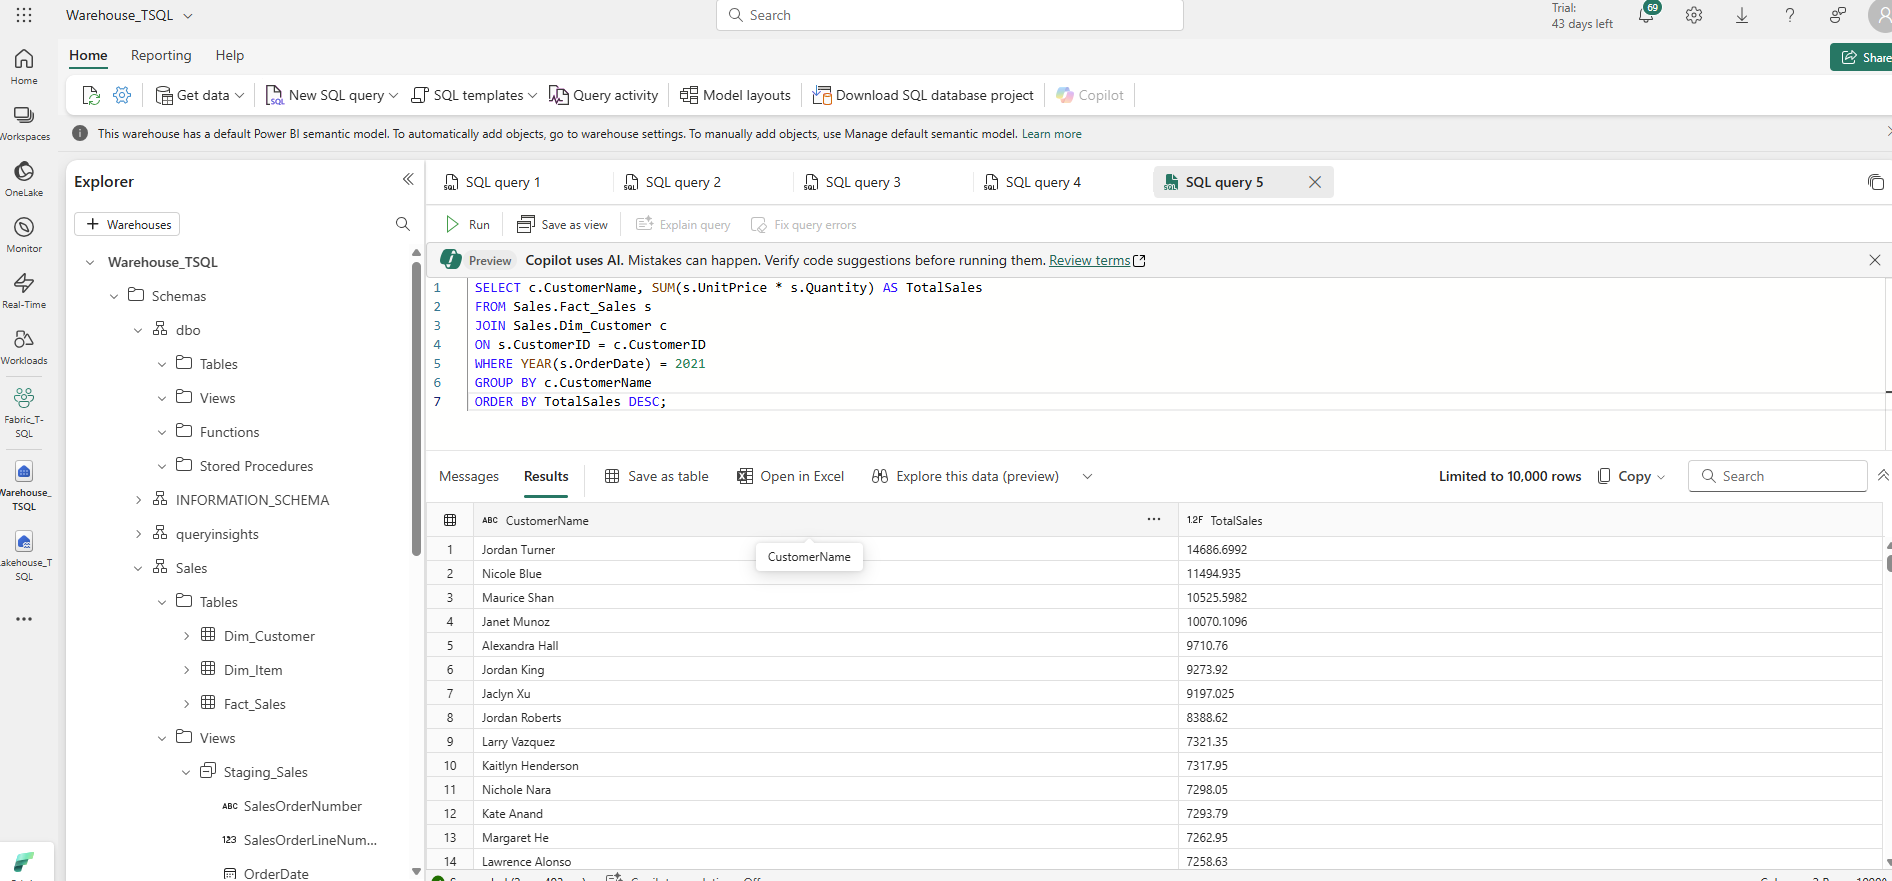 Warehouse_TSQL
Search
Trial:
43 days left
69
Home
Reporting
Help
Share
Get data
New SQL query
SQL templates
Query activity
Model layouts
Download SQL database project
Copilot
This warehouse has a default Power BI semantic model. To automatically add objects, go to warehouse settings. To manually add objects, use Manage default semantic model. Learn more
Home
Workspaces
OneLake
Monitor
Real-Time
Workloads
Fabric_T-
SQL
Warehouse_
TSQL
akehouse_T
SQL
Explorer
Warehouses
Warehouse_TSQL
Schemas
dbo
Tables
Views
Functions
Stored Procedures
INFORMATION_SCHEMA
queryinsights
Sales
Tables
Dim_Customer
Dim_Item
Fact_Sales
Views
Staging_Sales
ABC SalesOrderNumber
123 SalesOrderLineNum...
OrderDate
SQL query 1
SQL query 2
SQL query 3
SQL query 4
SQL query 5
Run
Save as view
Explain query
Fix query errors
Preview
Copilot uses AI. Mistakes can happen. Verify code suggestions before running them. Review terms
1 SELECT c.CustomerName, SUM(s.UnitPrice * s.Quantity) AS TotalSales
2 FROM Sales.Fact_Sales s
3 JOIN Sales.Dim_Customer c
4 ON s.CustomerID = c.CustomerID
5 WHERE YEAR(s.OrderDate) = 2021
6 GROUP BY c.CustomerName
7 ORDER BY TotalSales DESC;
Messages
Results
Save as table
Open in Excel
Explore this data (preview)
Limited to 10,000 rows
Copy
Search
ABC CustomerName
1.2F TotalSales
CustomerName
1 Jordan Turner 14686.6992
2 Nicole Blue 11494.935
3 Maurice Shan 10525.5982
4 Janet Munoz 10070.1096
5 Alexandra Hall 9710.76
6 Jordan King 9273.92
7 Jaclyn Xu 9197.025
8 Jordan Roberts 8388.62
9 Larry Vazquez 7321.35
10 Kaitlyn Henderson 7317.95
11 Nichole Nara 7298.05
12 Kate Anand 7293.79
13 Margaret He 7262.95
14 Lawrence Alonso 7258.63